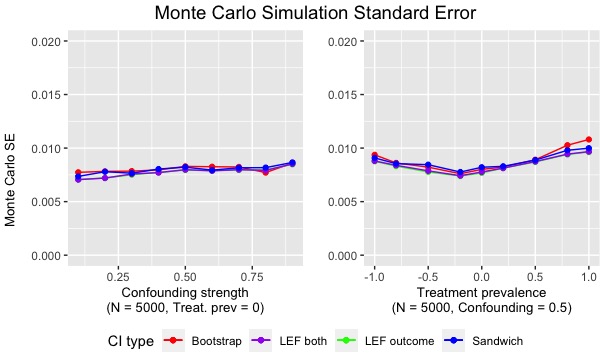 Monte Carlo Simulation Standard Error
Monte Carlo SE
0.020
0.015
0.010
0.005
0.000
0.25
0.50
0.75
Confounding strength
(N = 5000, Treat. prev = 0)
0.020
0.015
0.010
0.005
0.000
-1.0
-0.5
0.0
0.5
1.0
Treatment prevalence
(N = 5000, Confounding = 0.5)
CI type
Bootstrap
LEF both
LEF outcome
Sandwich